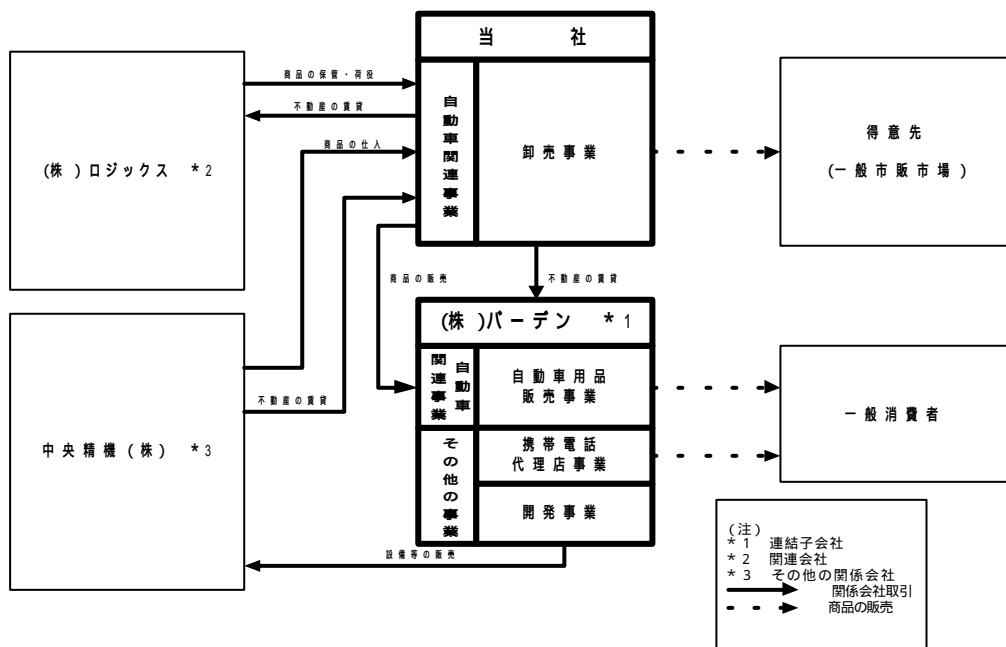 当社
商品の保管・荷役
不動産の賃貸
商品の仕入
(株)ロジックス *2
自動車関連事業
卸売事業
得意先
(一般市販市場)
商品の販売
不動産の賃貸
(株)バーデン *1
自動車
関連事業
自動車用品
販売事業
不動産の賃貸
一般消費者
中央精機(株) *3
その他の事業
携帯電話
代理店事業
開発事業
設備等の販売
(注)
*1 連結子会社
*2 関連会社
*3 その他の関係会社
関係会社取引
商品の販売